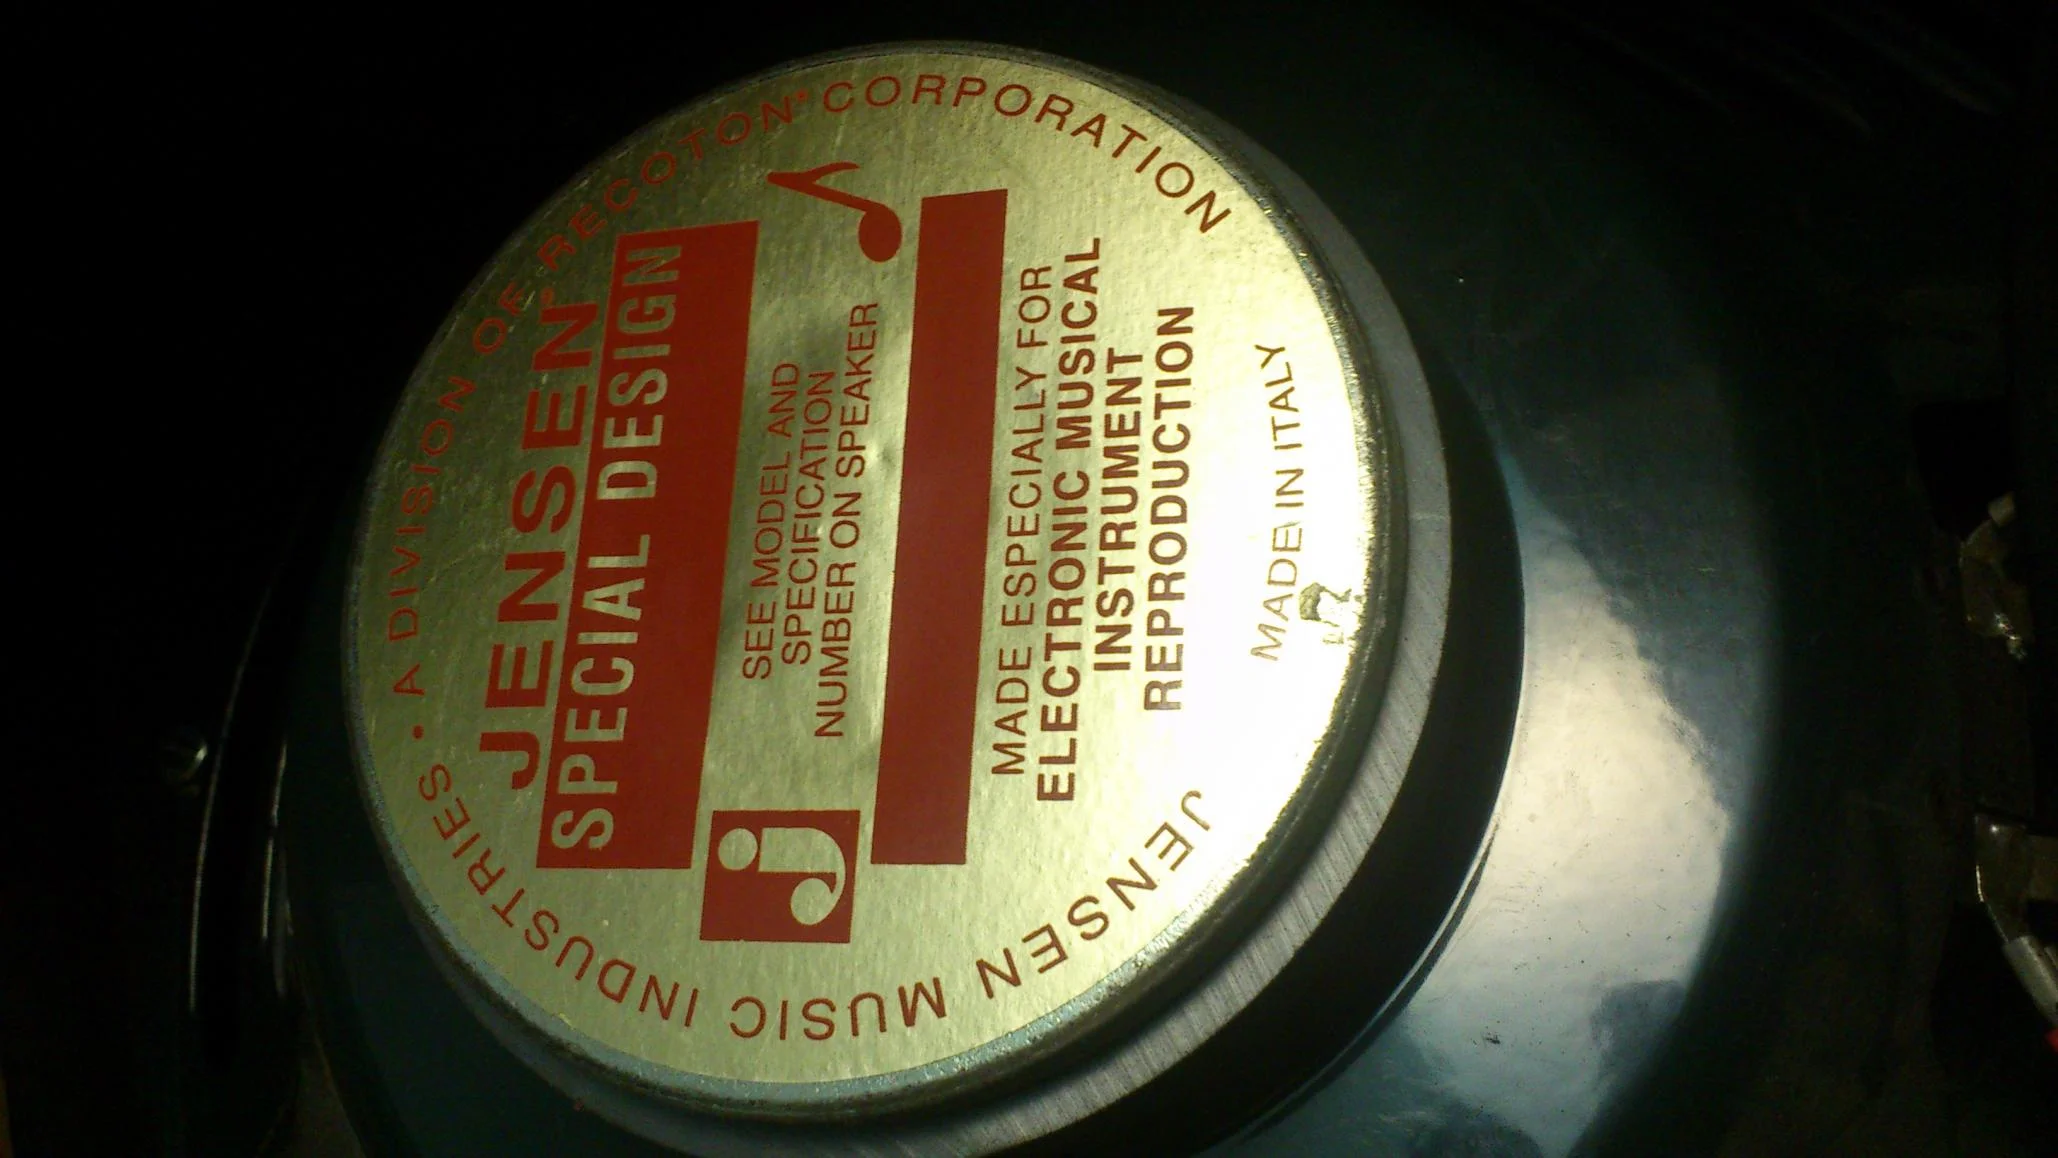 JENSEN MUSIC INDUSTRIES • A DIVISION OF RECOTON® CORPORATION
JENSEN®
SPECIAL DESIGN
SEE MODEL AND
SPECIFICATION
NUMBER ON SPEAKER
j
MADE ESPECIALLY FOR
ELECTRONIC MUSICAL
INSTRUMENT
REPRODUCTION
MADE IN ITALY